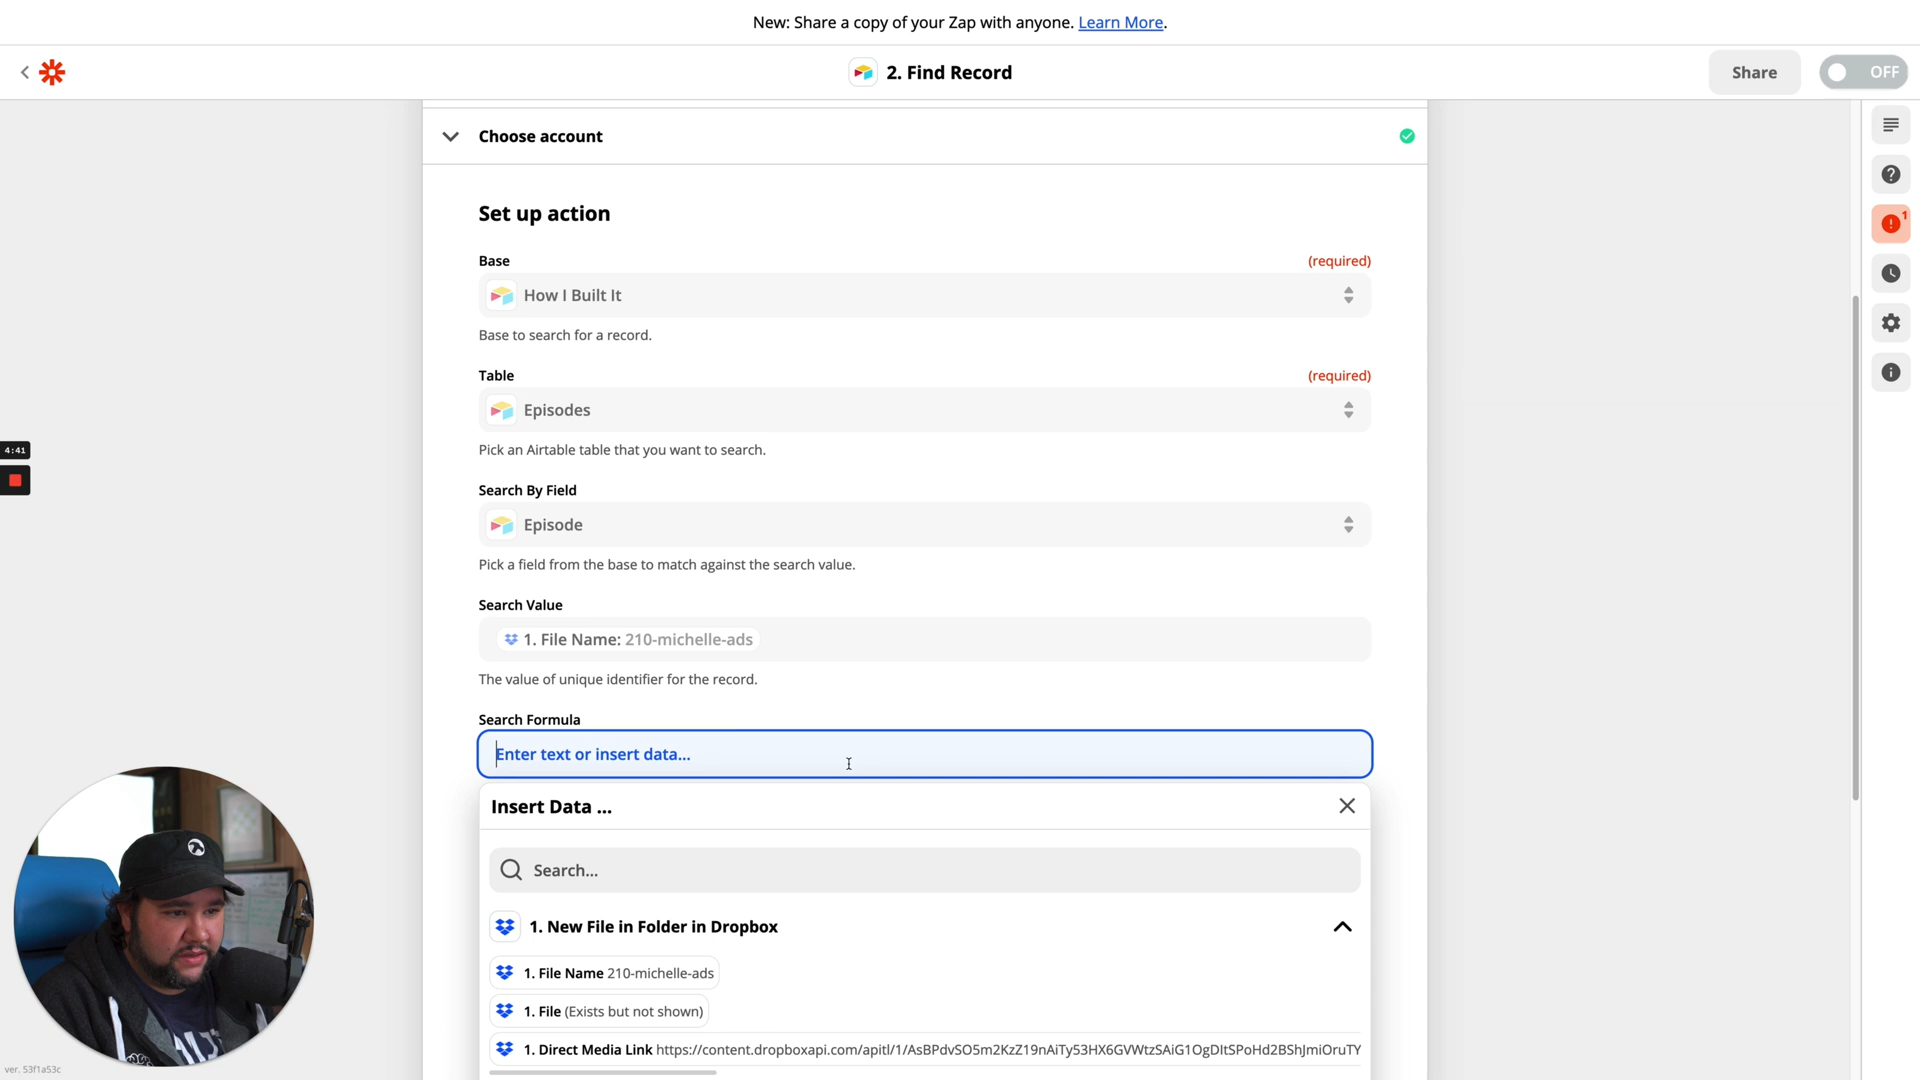 New: Share a copy of your Zap with anyone. Learn More.
2. Find Record
Share
OFF
Choose account
Set up action
Base
(required)
How I Built It
Base to search for a record.
Table
(required)
Episodes
Pick an Airtable table that you want to search.
Search By Field
Episode
Pick a field from the base to match against the search value.
Search Value
1. File Name: 210-michelle-ads
The value of unique identifier for the record.
Search Formula
Enter text or insert data...
Insert Data ...
Search...
1. New File in Folder in Dropbox
1. File Name 210-michelle-ads
1. File (Exists but not shown)
1. Direct Media Link https://content.dropboxapi.com/apitl/1/AsBPdvSO5m2KzZ19nAiTy53HX6GVWtzSAiG1OgDItSPoHd2BShJmiOruTY
1
4:41
ver. 53f1a53c